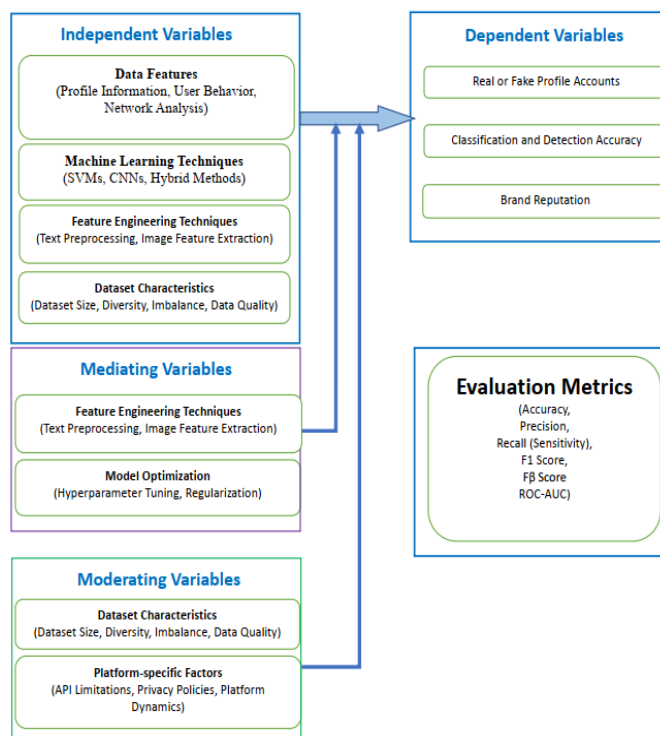 Independent Variables
Data Features
(Profile Information, User Behavior,
Network Analysis)
Machine Learning Techniques
(SVMs, CNNs, Hybrid Methods)
Feature Engineering Techniques
(Text Preprocessing, Image Feature Extraction)
Dataset Characteristics
(Dataset Size, Diversity, Imbalance, Data Quality)
Mediating Variables
Feature Engineering Techniques
(Text Preprocessing, Image Feature Extraction)
Model Optimization
(Hyperparameter Tuning, Regularization)
Moderating Variables
Dataset Characteristics
(Dataset Size, Diversity, Imbalance, Data Quality)
Platform-specific Factors
(API Limitations, Privacy Policies, Platform
Dynamics)
Dependent Variables
Real or Fake Profile Accounts
Classification and Detection Accuracy
Brand Reputation
Evaluation Metrics
(Accuracy,
Precision,
Recall (Sensitivity),
F1 Score,
Fβ Score
ROC-AUC)